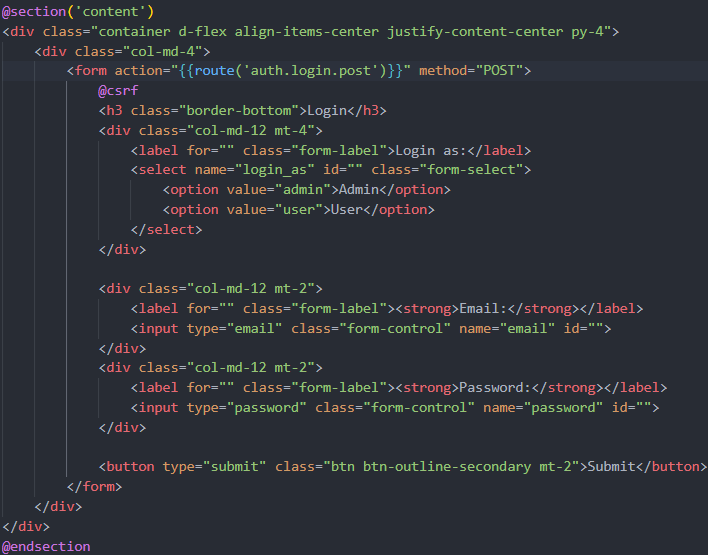 @section('content')
<div class="container d-flex align-items-center justify-content-center py-4">
<div class="col-md-4">
<form action="{{route('auth.login.post')}}" method="POST">
@csrf
<h3 class="border-bottom">Login</h3>
<div class="col-md-12 mt-4">
<label for="" class="form-label">Login as:</label>
<select name="login_as" id="" class="form-select">
<option value="admin">Admin</option>
<option value="user">User</option>
</select>
</div>
<div class="col-md-12 mt-2">
<label for="" class="form-label"><strong>Email:</strong></label>
<input type="email" class="form-control" name="email" id="">
</div>
<div class="col-md-12 mt-2">
<label for="" class="form-label"><strong>Password:</strong></label>
<input type="password" class="form-control" name="password" id="">
</div>
<button type="submit" class="btn btn-outline-secondary mt-2">Submit</button>
</form>
</div>
</div>
@endsection